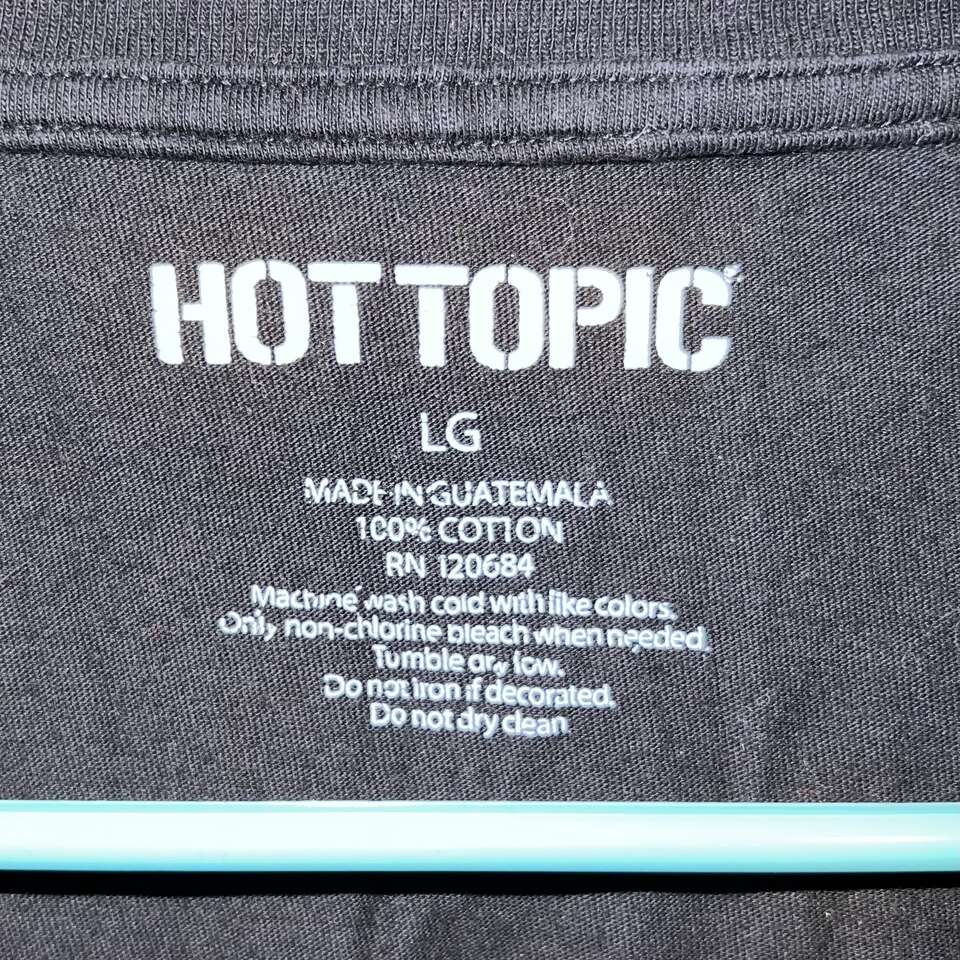 HOT TOPIC
LG
MADE IN GUATEMALA
100% COTTON
RN 120684
Machine wash cold with like colors.
Only non-chlorine bleach when needed.
Tumble dry low.
Do not iron if decorated.
Do not dry clean